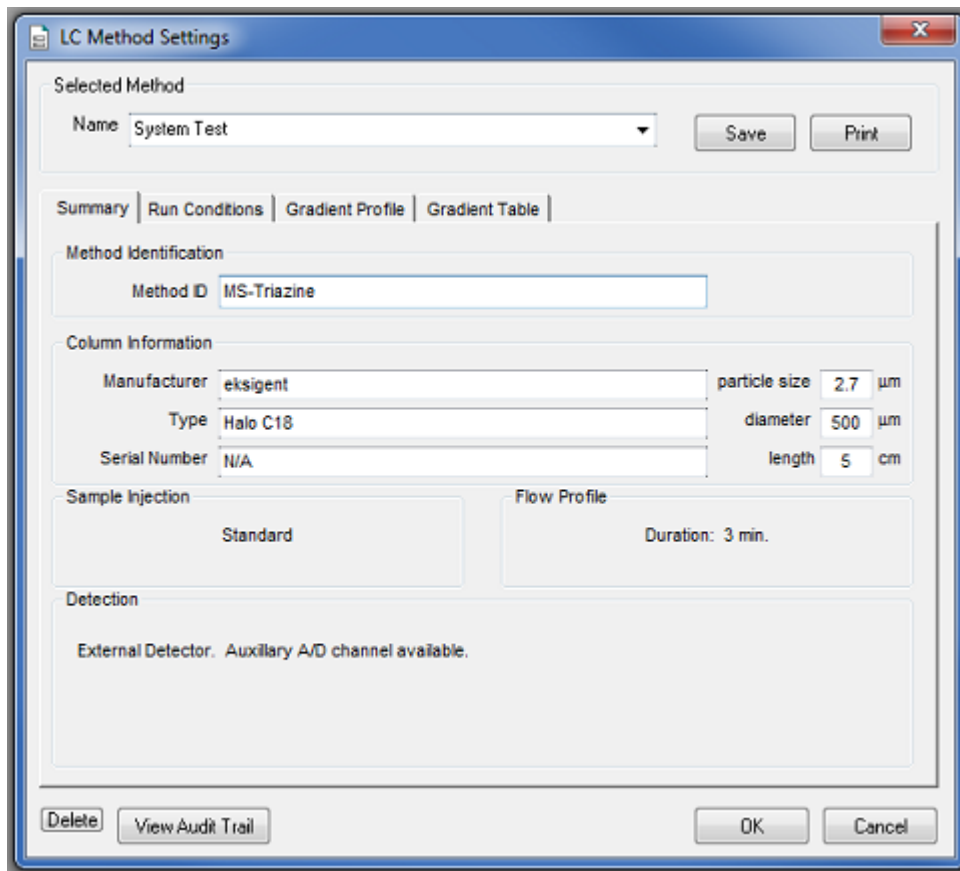 LC Method Settings
Selected Method
Name System Test Save Print
Summary Run Conditions Gradient Profile Gradient Table
Method Identification
Method ID MS-Triazine
Column Information
Manufacturer eksigent particle size 2.7 µm
Type Halo C18 diameter 500 µm
Serial Number N/A length 5 cm
Sample Injection Flow Profile
Standard Duration: 3 min.
Detection
External Detector. Auxillary A/D channel available.
Delete View Audit Trail OK Cancel